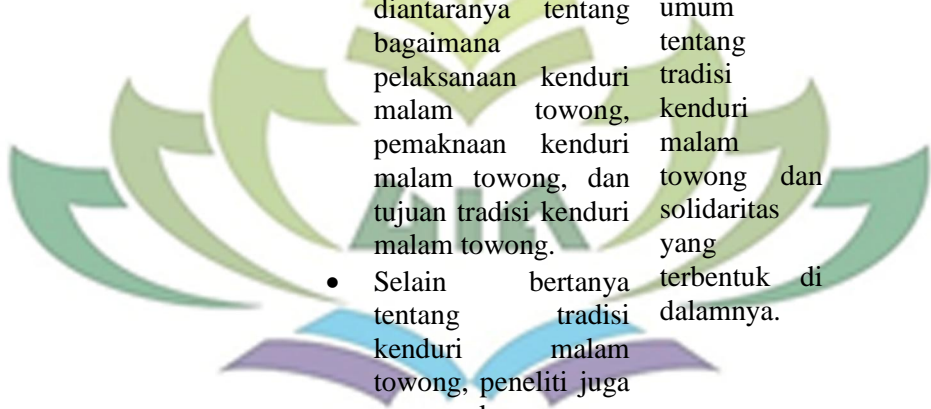 diantaranya tentang
bagaimana
pelaksanaan kenduri
malam towong,
pemaknaan kenduri
malam towong, dan
tujuan tradisi kenduri
malam towong.
• Selain bertanya
tentang tradisi
kenduri malam
towong, peneliti juga
umum
tentang
tradisi
kenduri
malam
towong dan
solidaritas
yang
terbentuk di
dalamnya.